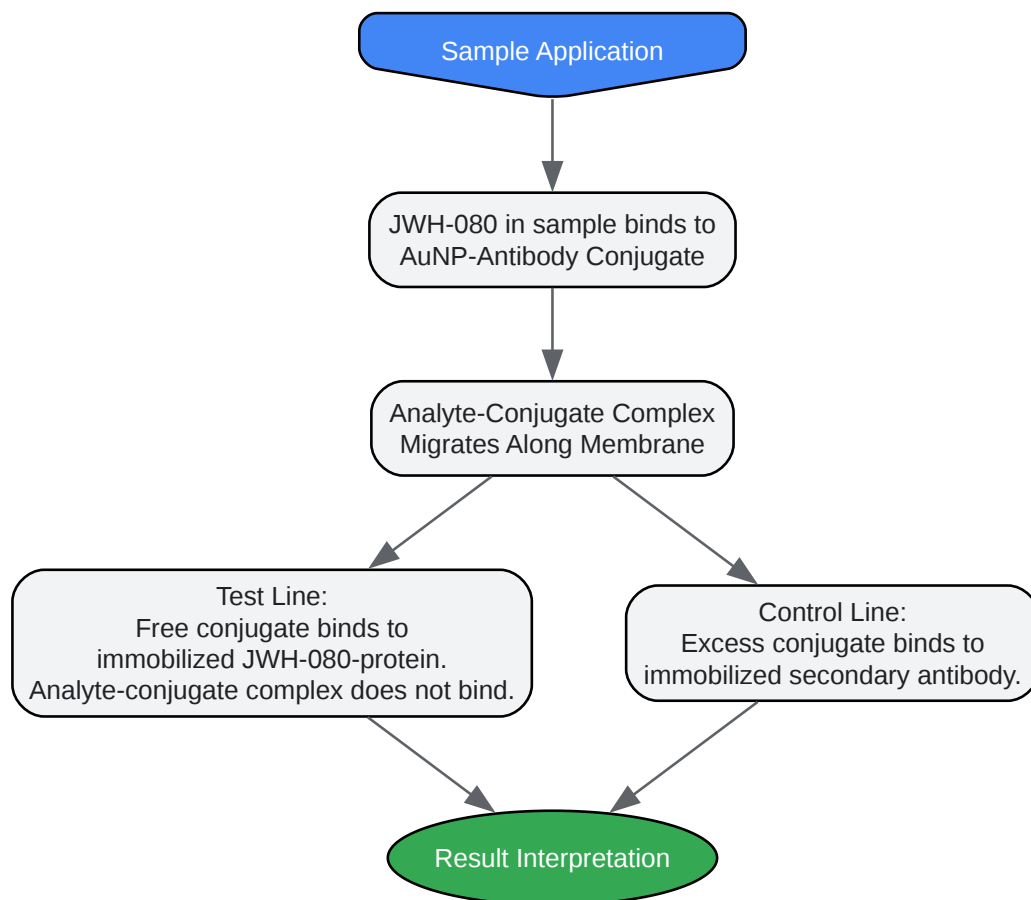 Sample Application
JWH-080 in sample binds to
AuNP-Antibody Conjugate
Analyte-Conjugate Complex
Migrates Along Membrane
Test Line:
Free conjugate binds to
immobilized JWH-080-protein.
Analyte-conjugate complex does not bind.
Control Line:
Excess conjugate binds to
immobilized secondary antibody.
Result Interpretation